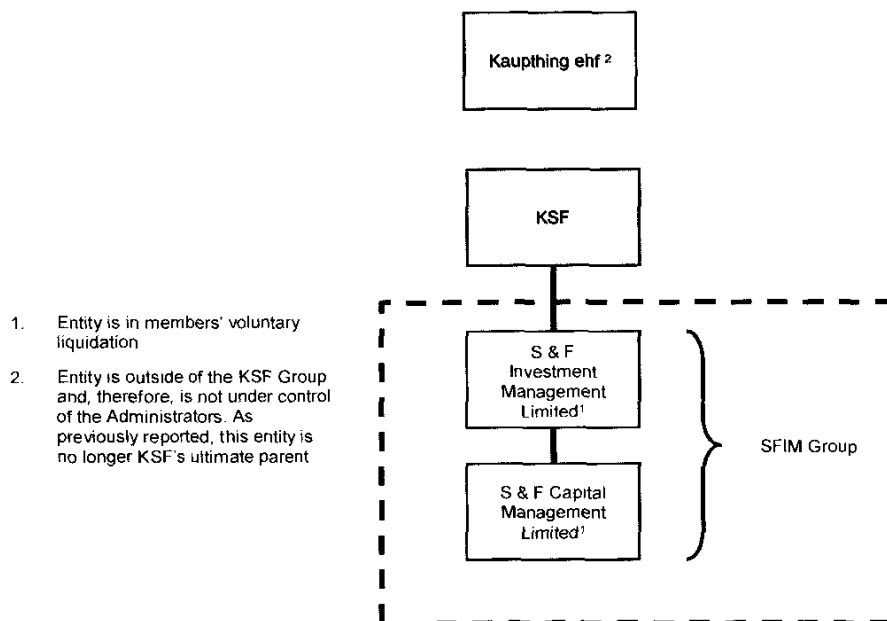 Kaupthing ehf ²
KSF
1. Entity is in members' voluntary
liquidation
2. Entity is outside of the KSF Group
and, therefore, is not under control
of the Administrators. As
previously reported, this entity is
no longer KSF's ultimate parent
S & F
Investment
Management
Limited¹
SFIM Group
S & F Capital
Management
Limited¹